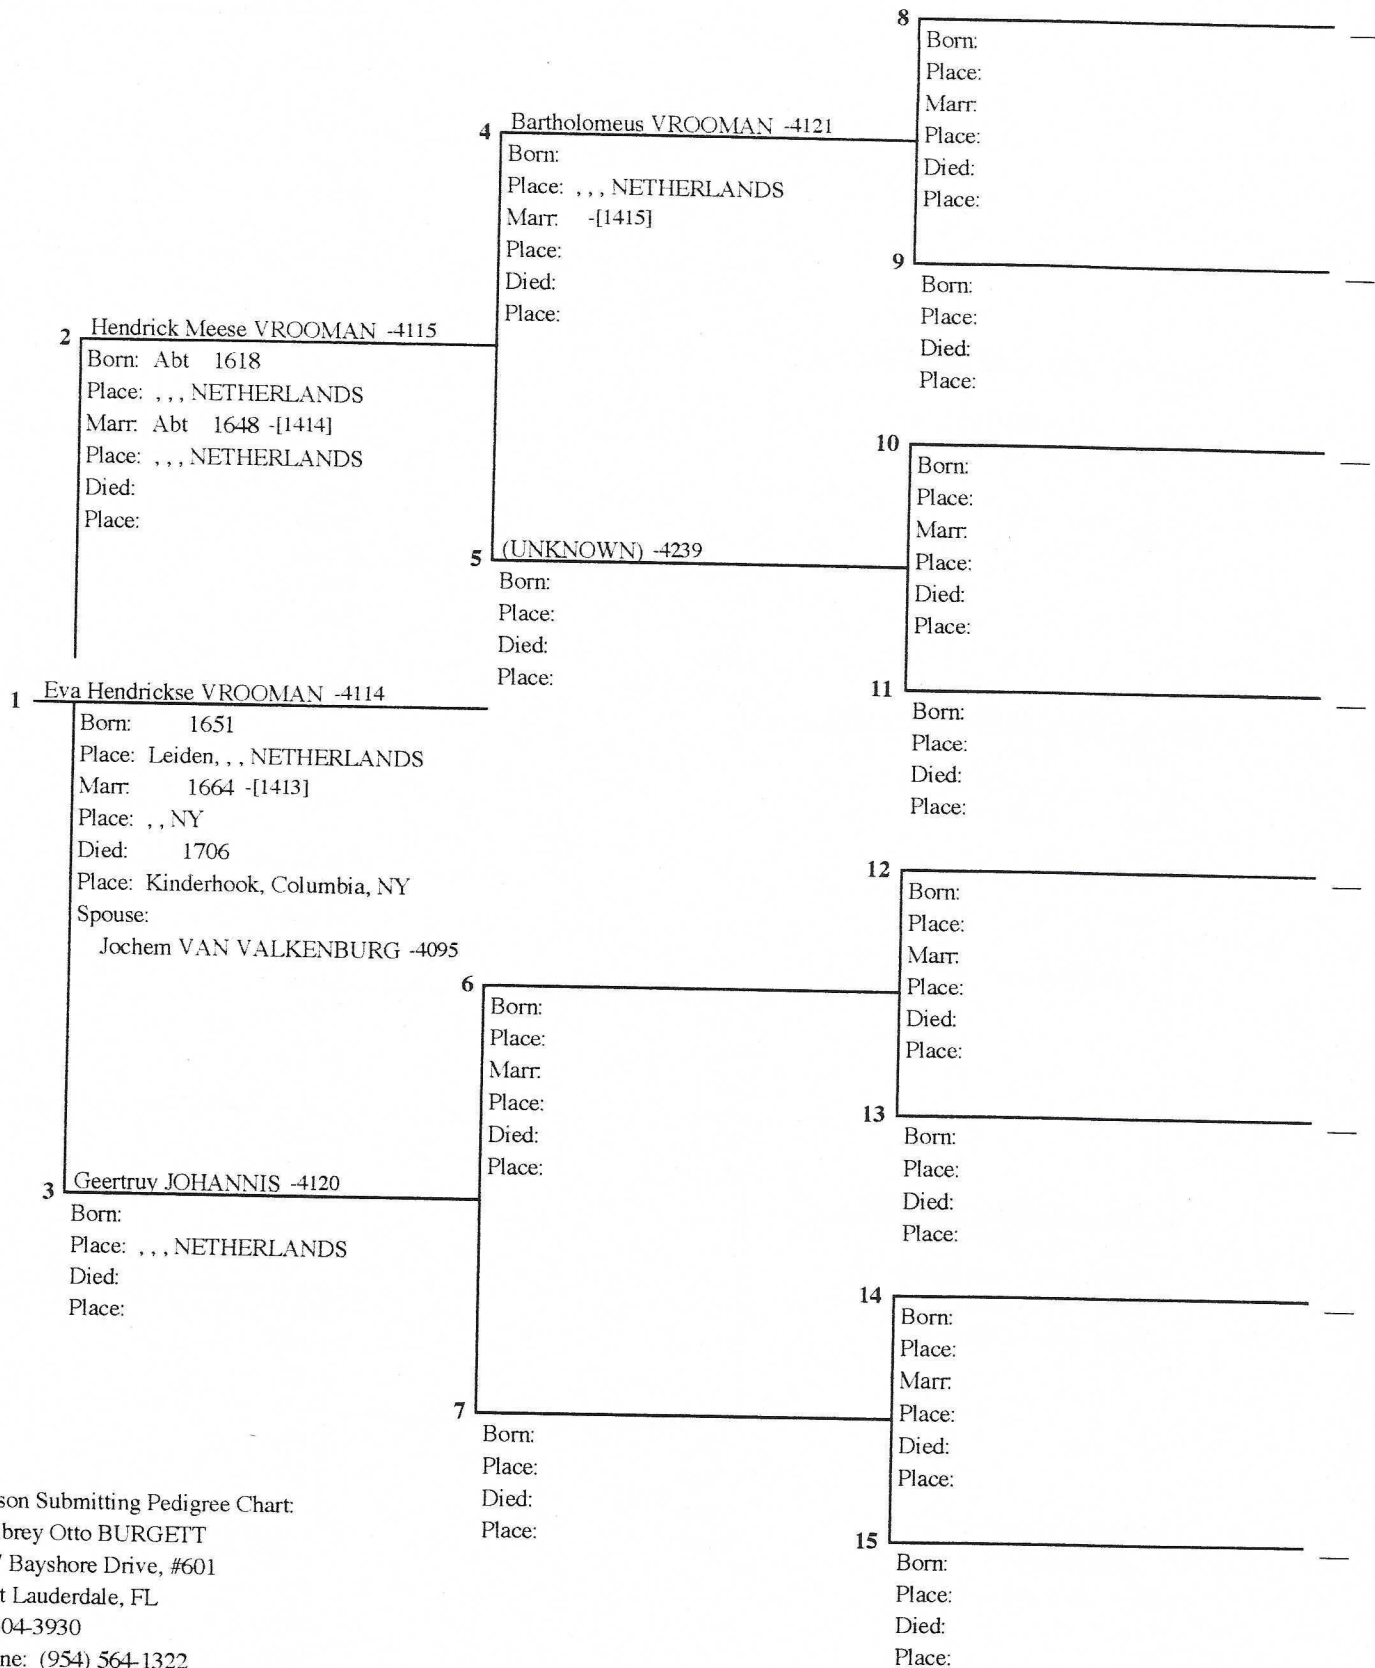 1 Eva Hendrickse VROOMAN -4114
Born: 1651
Place: Leiden, , , NETHERLANDS
Marr: 1664 -[1413]
Place: , , NY
Died: 1706
Place: Kinderhook, Columbia, NY
Spouse:
Jochem VAN VALKENBURG -4095
2 Hendrick Meese VROOMAN -4115
Born: Abt 1618
Place: , , , NETHERLANDS
Marr: Abt 1648 -[1414]
Place: , , , NETHERLANDS
Died:
Place:
3 Geertruy JOHANNIS -4120
Born:
Place: , , , NETHERLANDS
Died:
Place:
4 Bartholomeus VROOMAN -4121
Born:
Place: , , , NETHERLANDS
Marr: -[1415]
Place:
Died:
Place:
5 (UNKNOWN) -4239
Born:
Place:
Died:
Place:
6
Born:
Place:
Marr:
Place:
Died:
Place:
7
Born:
Place:
Died:
Place:
8
Born:
Place:
Marr:
Place:
Died:
Place:
9
Born:
Place:
Died:
Place:
10
Born:
Place:
Marr:
Place:
Died:
Place:
11
Born:
Place:
Died:
Place:
12
Born:
Place:
Marr:
Place:
Died:
Place:
13
Born:
Place:
Died:
Place:
14
Born:
Place:
Marr:
Place:
Died:
Place:
15
Born:
Place:
Died:
Place:
son Submitting Pedigree Chart:
brey Otto BURGETT
Bayshore Drive, #601
t Lauderdale, FL
04-3930
ne: (954) 564-1322